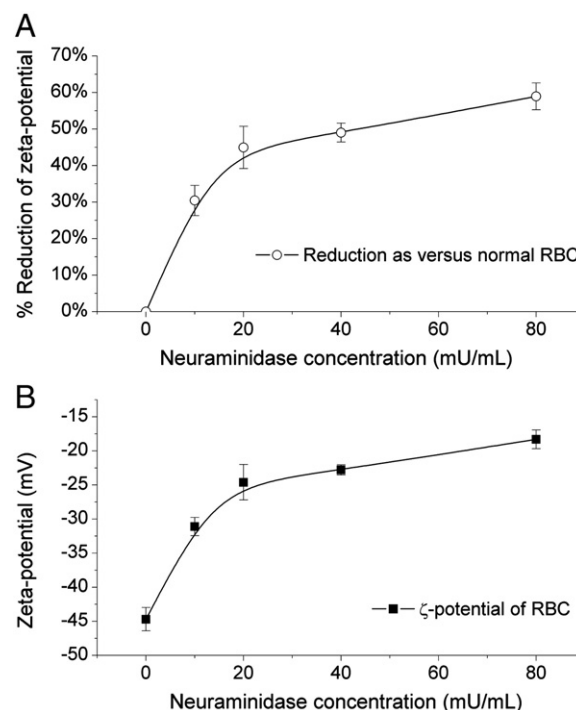 A
% Reduction of zeta-potential
70%
60%
50%
40%
30%
20%
10%
0%
Reduction as versus normal RBC
0 20 40 60 80
Neuraminidase concentration (mU/mL)
B
Zeta-potential (mV)
-15
-20
-25
-30
-35
-40
-45
-50
ζ-potential of RBC
0 20 40 60 80
Neuraminidase concentration (mU/mL)